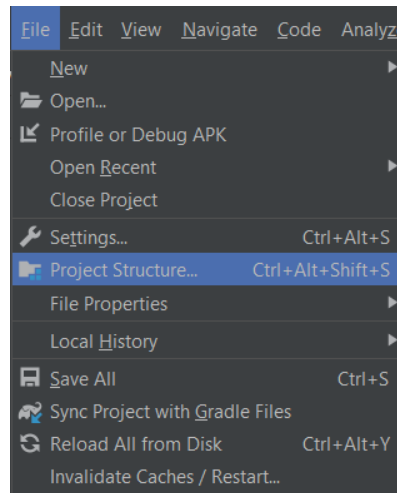 File Edit View Navigate Code Analyz
New
Open...
Profile or Debug APK
Open Recent
Close Project
Settings... Ctrl+Alt+S
Project Structure... Ctrl+Alt+Shift+S
File Properties
Local History
Save All Ctrl+S
Sync Project with Gradle Files
Reload All from Disk Ctrl+Alt+Y
Invalidate Caches / Restart...